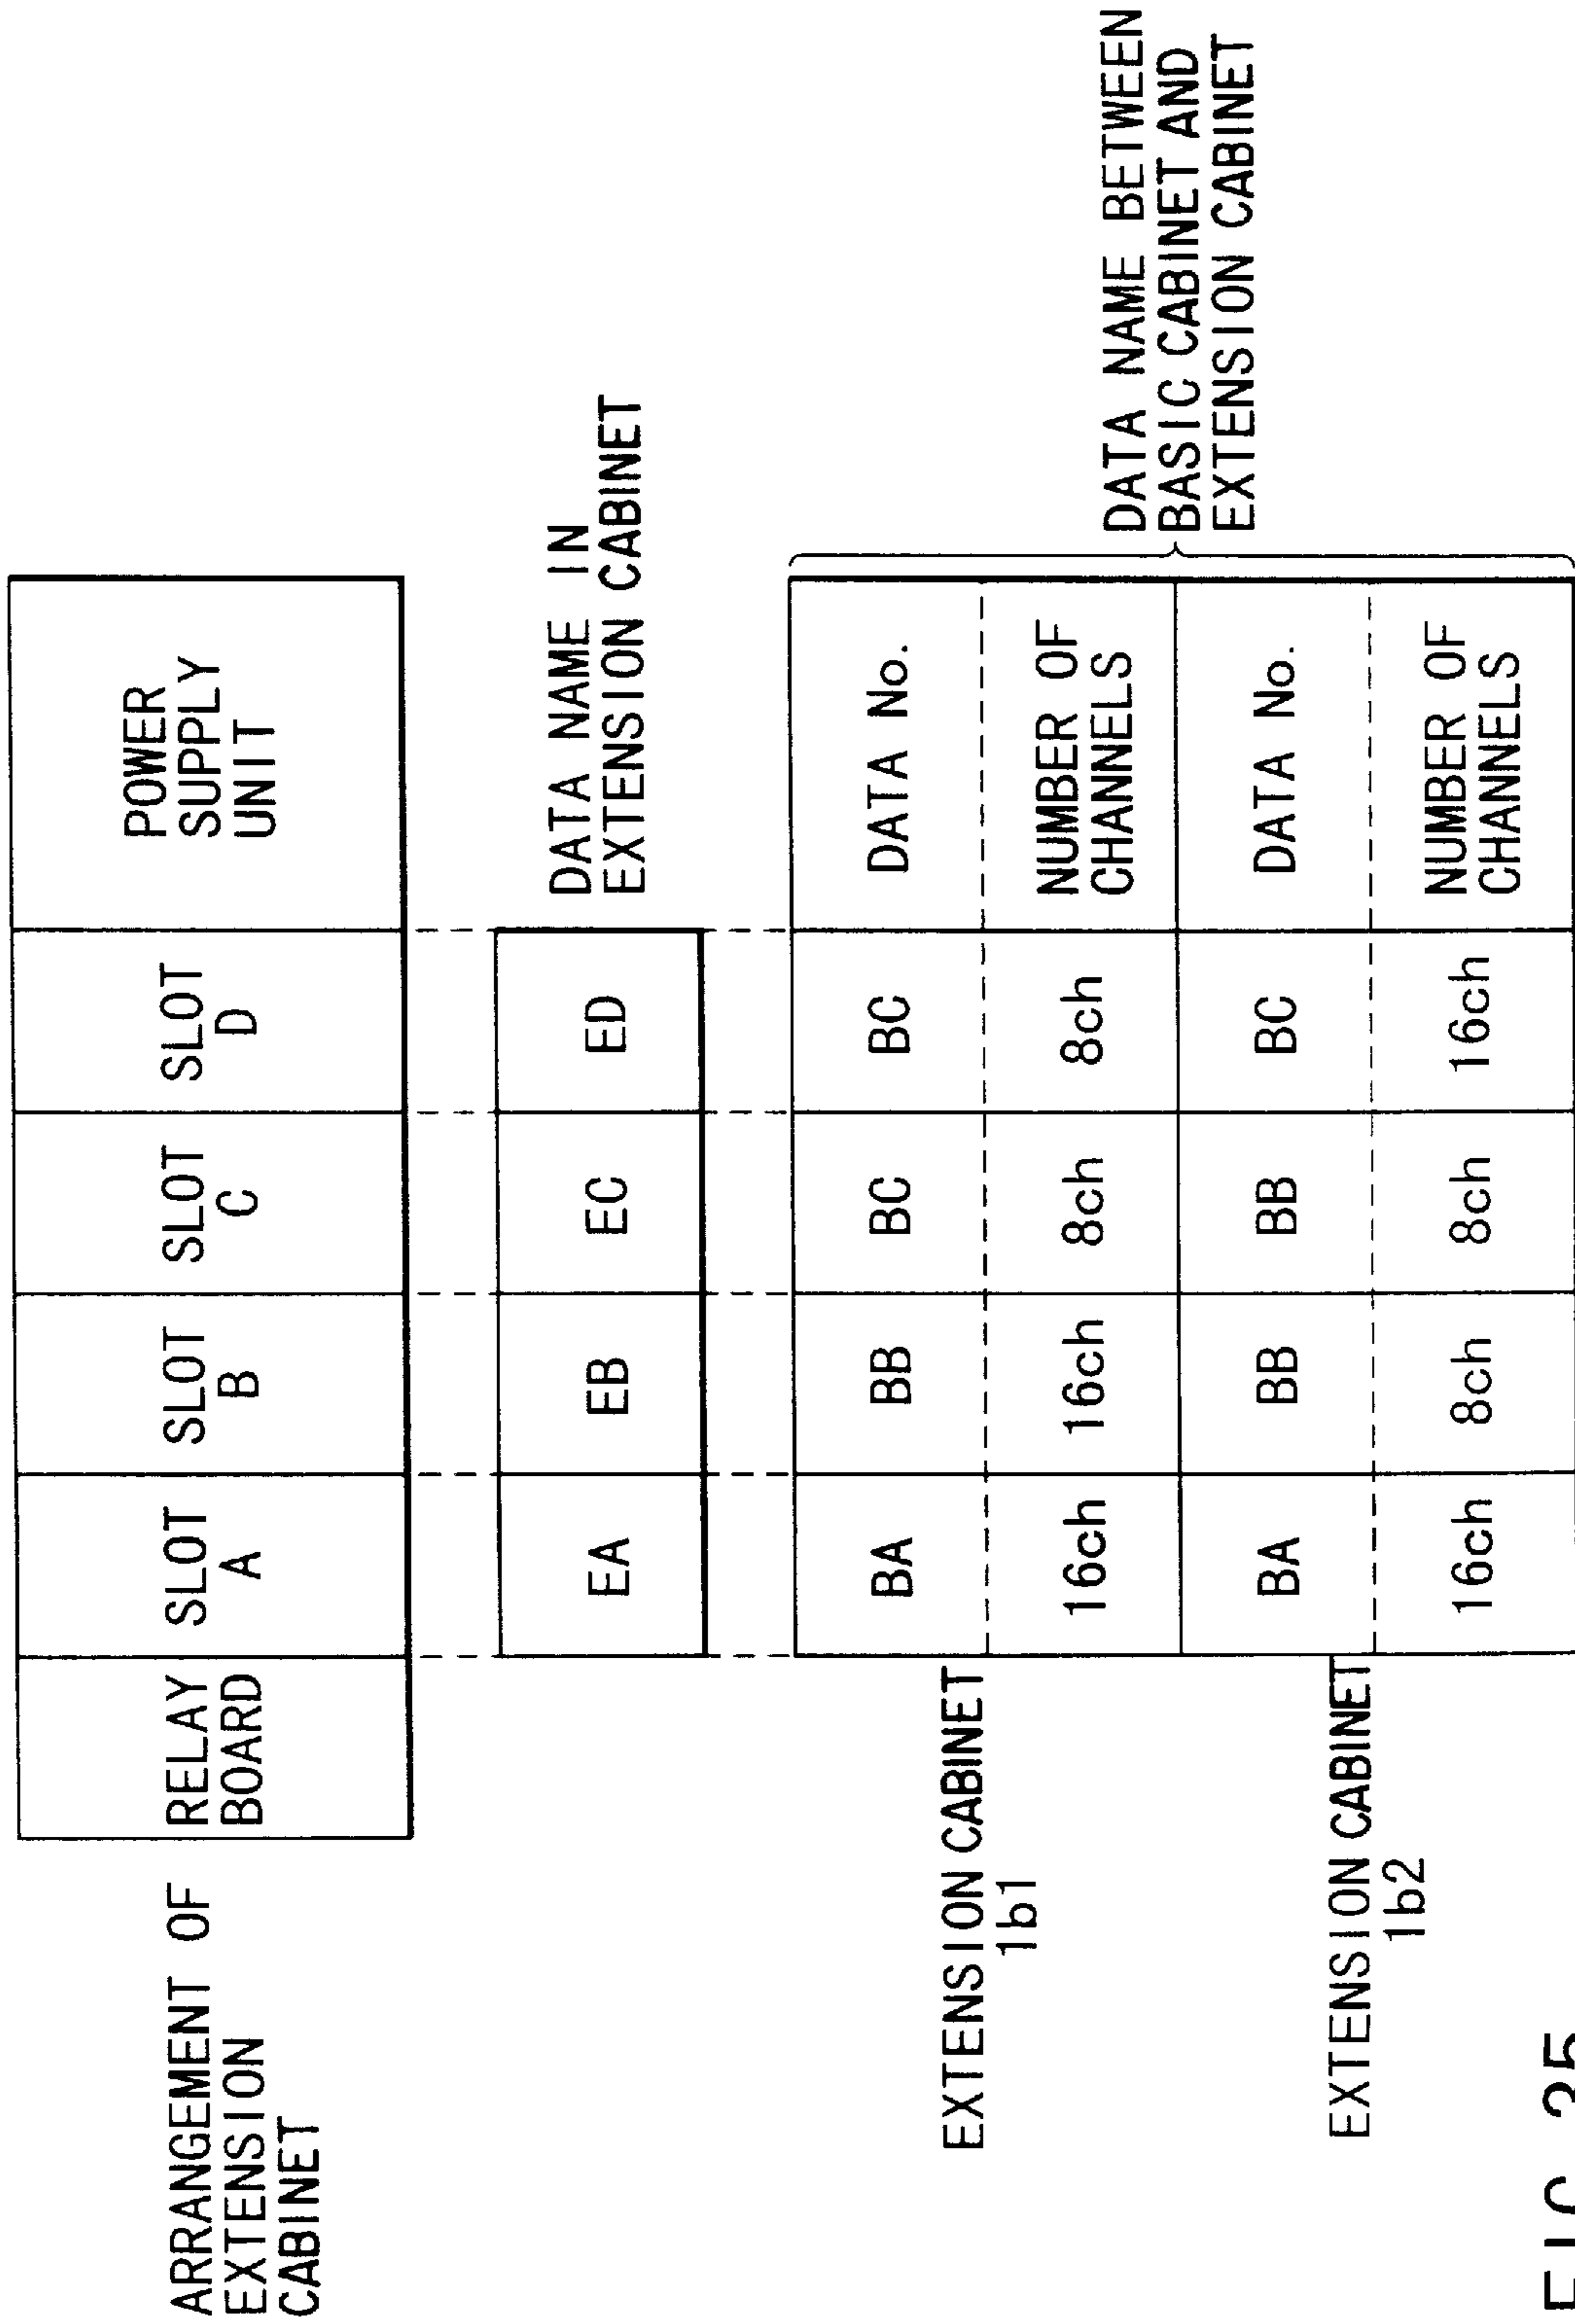 ARRANGEMENT OF
EXTENSION
CABINET
RELAY
BOARD
SLOT
A
SLOT
B
SLOT
C
SLOT
D
POWER
SUPPLY
UNIT
EA
EB
EC
ED
DATA NAME IN
EXTENSION CABINET
EXTENSION CABINET
1b1
BA
BB
BC
BC
DATA No.
16ch
16ch
8ch
8ch
NUMBER OF
CHANNELS
EXTENSION CABINET
1b2
BA
BB
BB
BC
DATA No.
16ch
8ch
8ch
16ch
NUMBER OF
CHANNELS
DATA NAME BETWEEN
BASIC CABINET AND
EXTENSION CABINET
FIG. 35